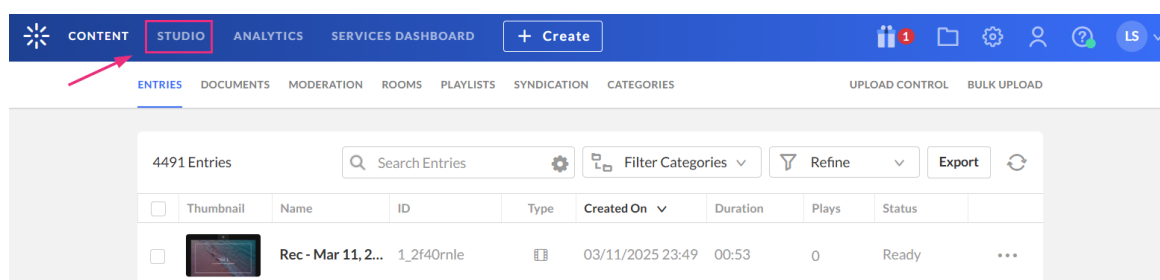 CONTENT STUDIO ANALYTICS SERVICES DASHBOARD + Create 1 LS
ENTRIES DOCUMENTS MODERATION ROOMS PLAYLISTS SYNDICATION CATEGORIES UPLOAD CONTROL BULK UPLOAD
4491 Entries Search Entries Filter Categories Refine Export
Thumbnail Name ID Type Created On Duration Plays Status
Rec - Mar 11, 2... 1_2f40rnle 03/11/2025 23:49 00:53 0 Ready